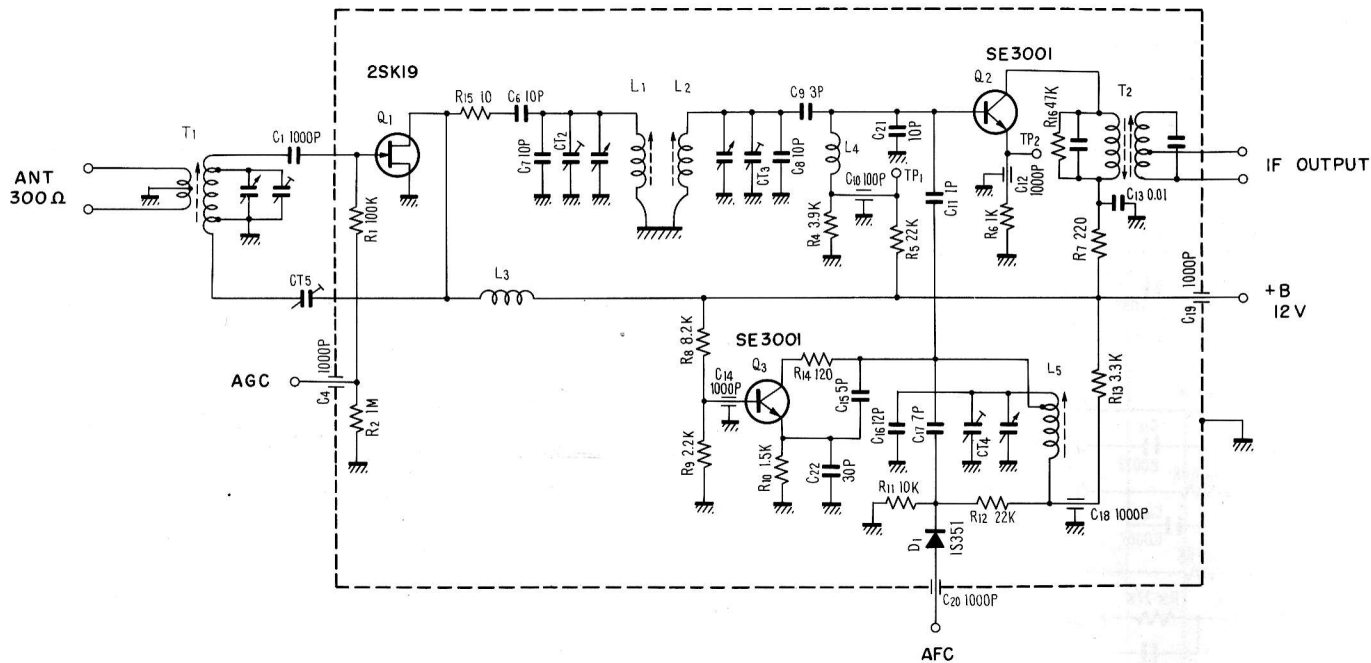 2SK19
SE3001
Q1
R15 10
C6 10P
L1
L2
C9 3P
Q2
T2
T1
C1 1000P
C7 10P
CT2
CT3
C8 10P
L4
C21 10P
TP1
TP2
R16 47K
ANT
300Ω
IF OUTPUT
R1 100K
C10 100P
R4 3.9K
R5 22K
C11 1P
C12 1000P
R6 1K
C13 0.01
R7 220
CT5
L3
+B
12V
C19 1000P
AGC
C4 1000P
R2 1M
R8 8.2K
SE3001
C14
1000P
Q3
R14 120
C15 5P
L5
R13 3.3K
C16 12P
C17 7P
CT4
R9 2.2K
R10 1.5K
C22 30P
R11 10K
R12 22K
C18 1000P
D1
1S351
C20 1000P
AFC